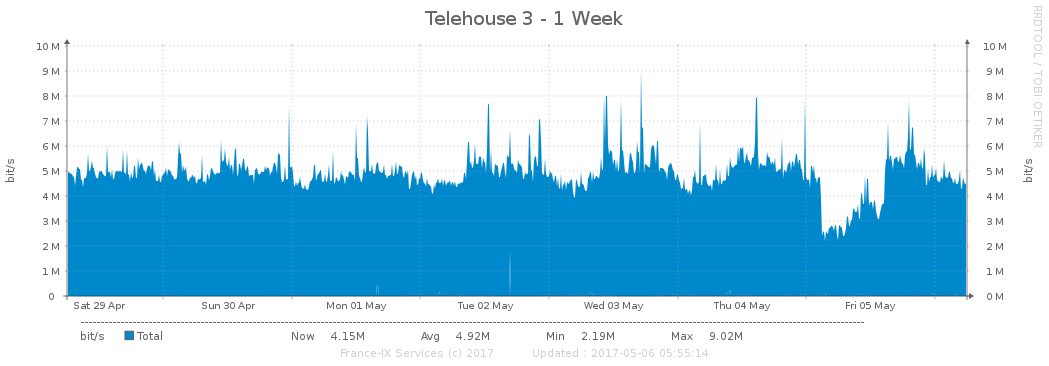 Telehouse 3 - 1 Week
RRDTOOL / TOBI OETIKER
bit/s
10 M 10 M
9 M 9 M
8 M 8 M
7 M 7 M
6 M 6 M
5 M 5 M
4 M 4 M
3 M 3 M
2 M 2 M
1 M 1 M
0 0 M
bit/s
Sat 29 Apr Sun 30 Apr Mon 01 May Tue 02 May Wed 03 May Thu 04 May Fri 05 May
bit/s Total Now 4.15M Avg 4.92M Min 2.19M Max 9.02M
France-IX Services (c) 2017 Updated : 2017-05-06 05:55:14